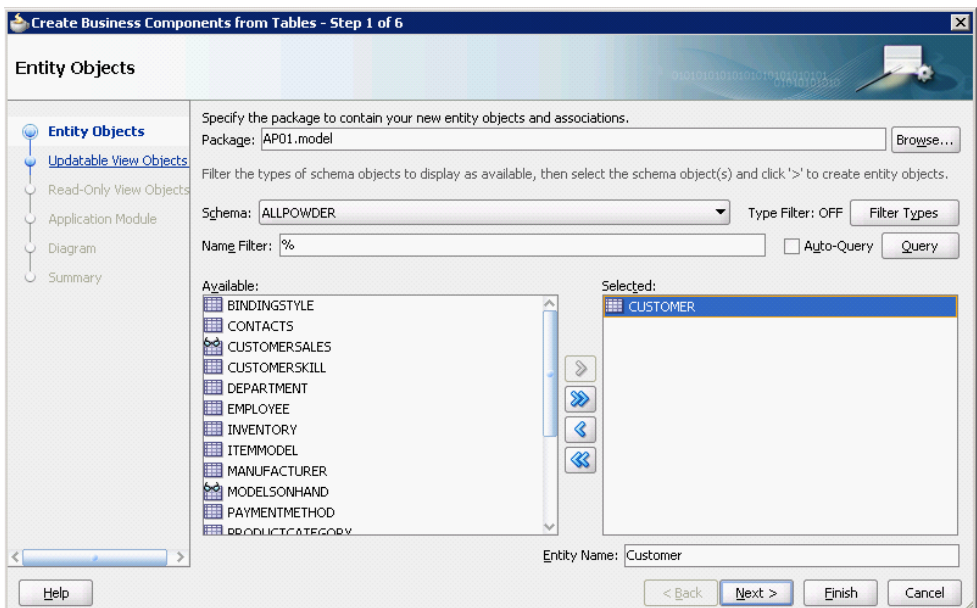 Create Business Components from Tables - Step 1 of 6
Entity Objects
Entity Objects
Updatable View Objects
Read-Only View Objects
Application Module
Diagram
Summary
Specify the package to contain your new entity objects and associations.
Package: AP01.model Browse...
Filter the types of schema objects to display as available, then select the schema object(s) and click '>' to create entity objects.
Schema: ALLPOWDER Type Filter: OFF Filter Types
Name Filter: % Auto-Query Query
Available: Selected:
BINDINGSTYLE CUSTOMER
CONTACTS
CUSTOMERSALES
CUSTOMERSKILL
DEPARTMENT
EMPLOYEE
INVENTORY
ITEMMODEL
MANUFACTURER
MODELSONHAND
PAYMENTMETHOD
PRODUCTCATEGORY
Entity Name: Customer
Help < Back Next > Finish Cancel